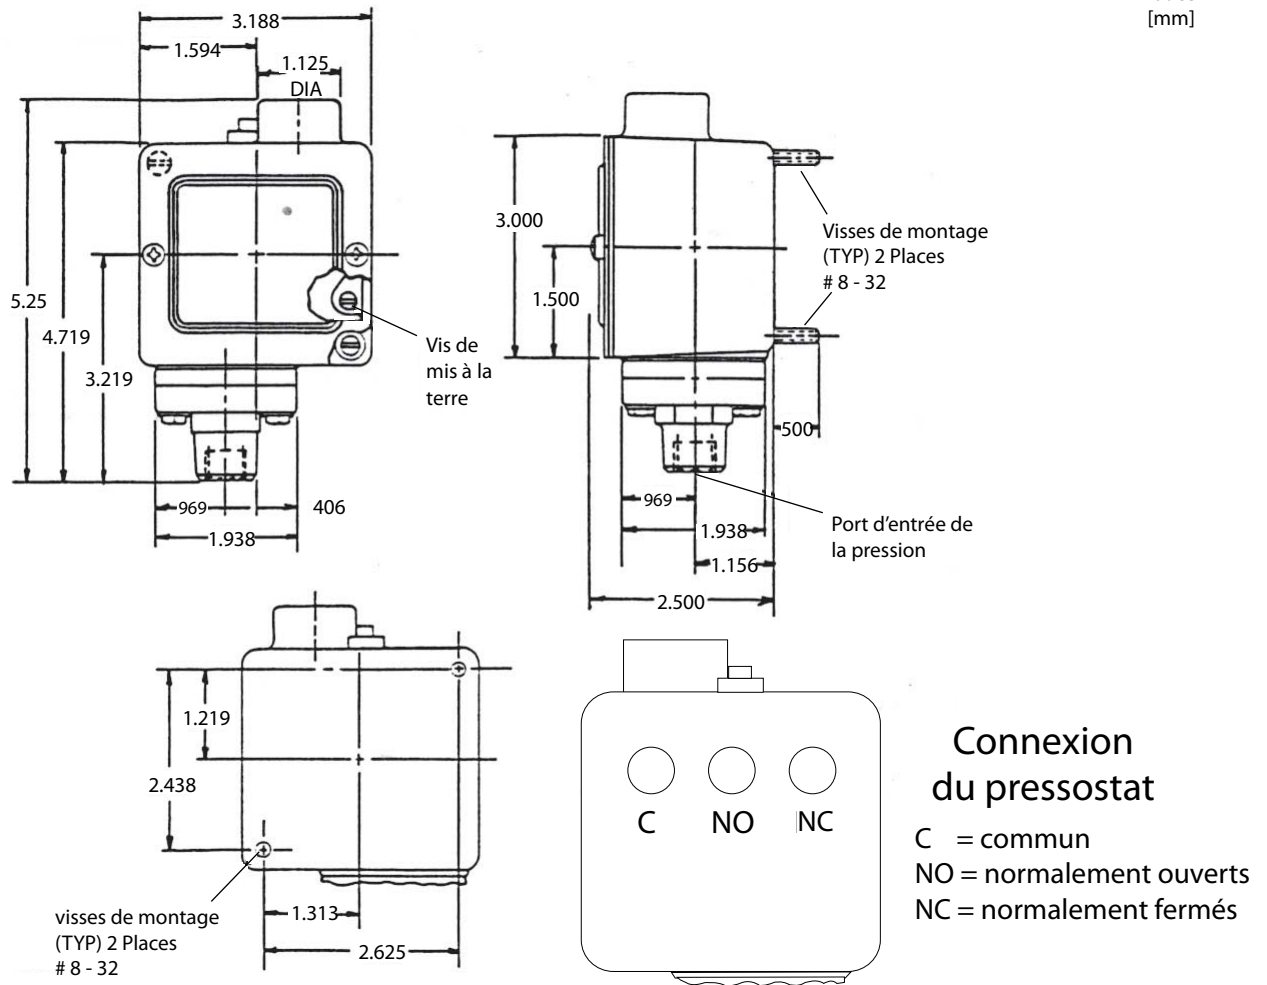 [mm]
3.188
1.594
1.125
DIA
5.25
4.719
3.219
969
406
1.938
Vis de
mis à la
terre
3.000
1.500
Visses de montage
(TYP) 2 Places
# 8 - 32
500
969
1.938
1.156
2.500
Port d'entrée de
la pression
1.219
2.438
1.313
2.625
visses de montage
(TYP) 2 Places
# 8 - 32
C NO NC
Connexion
du pressostat
C = commun
NO = normalement ouverts
NC = normalement fermés